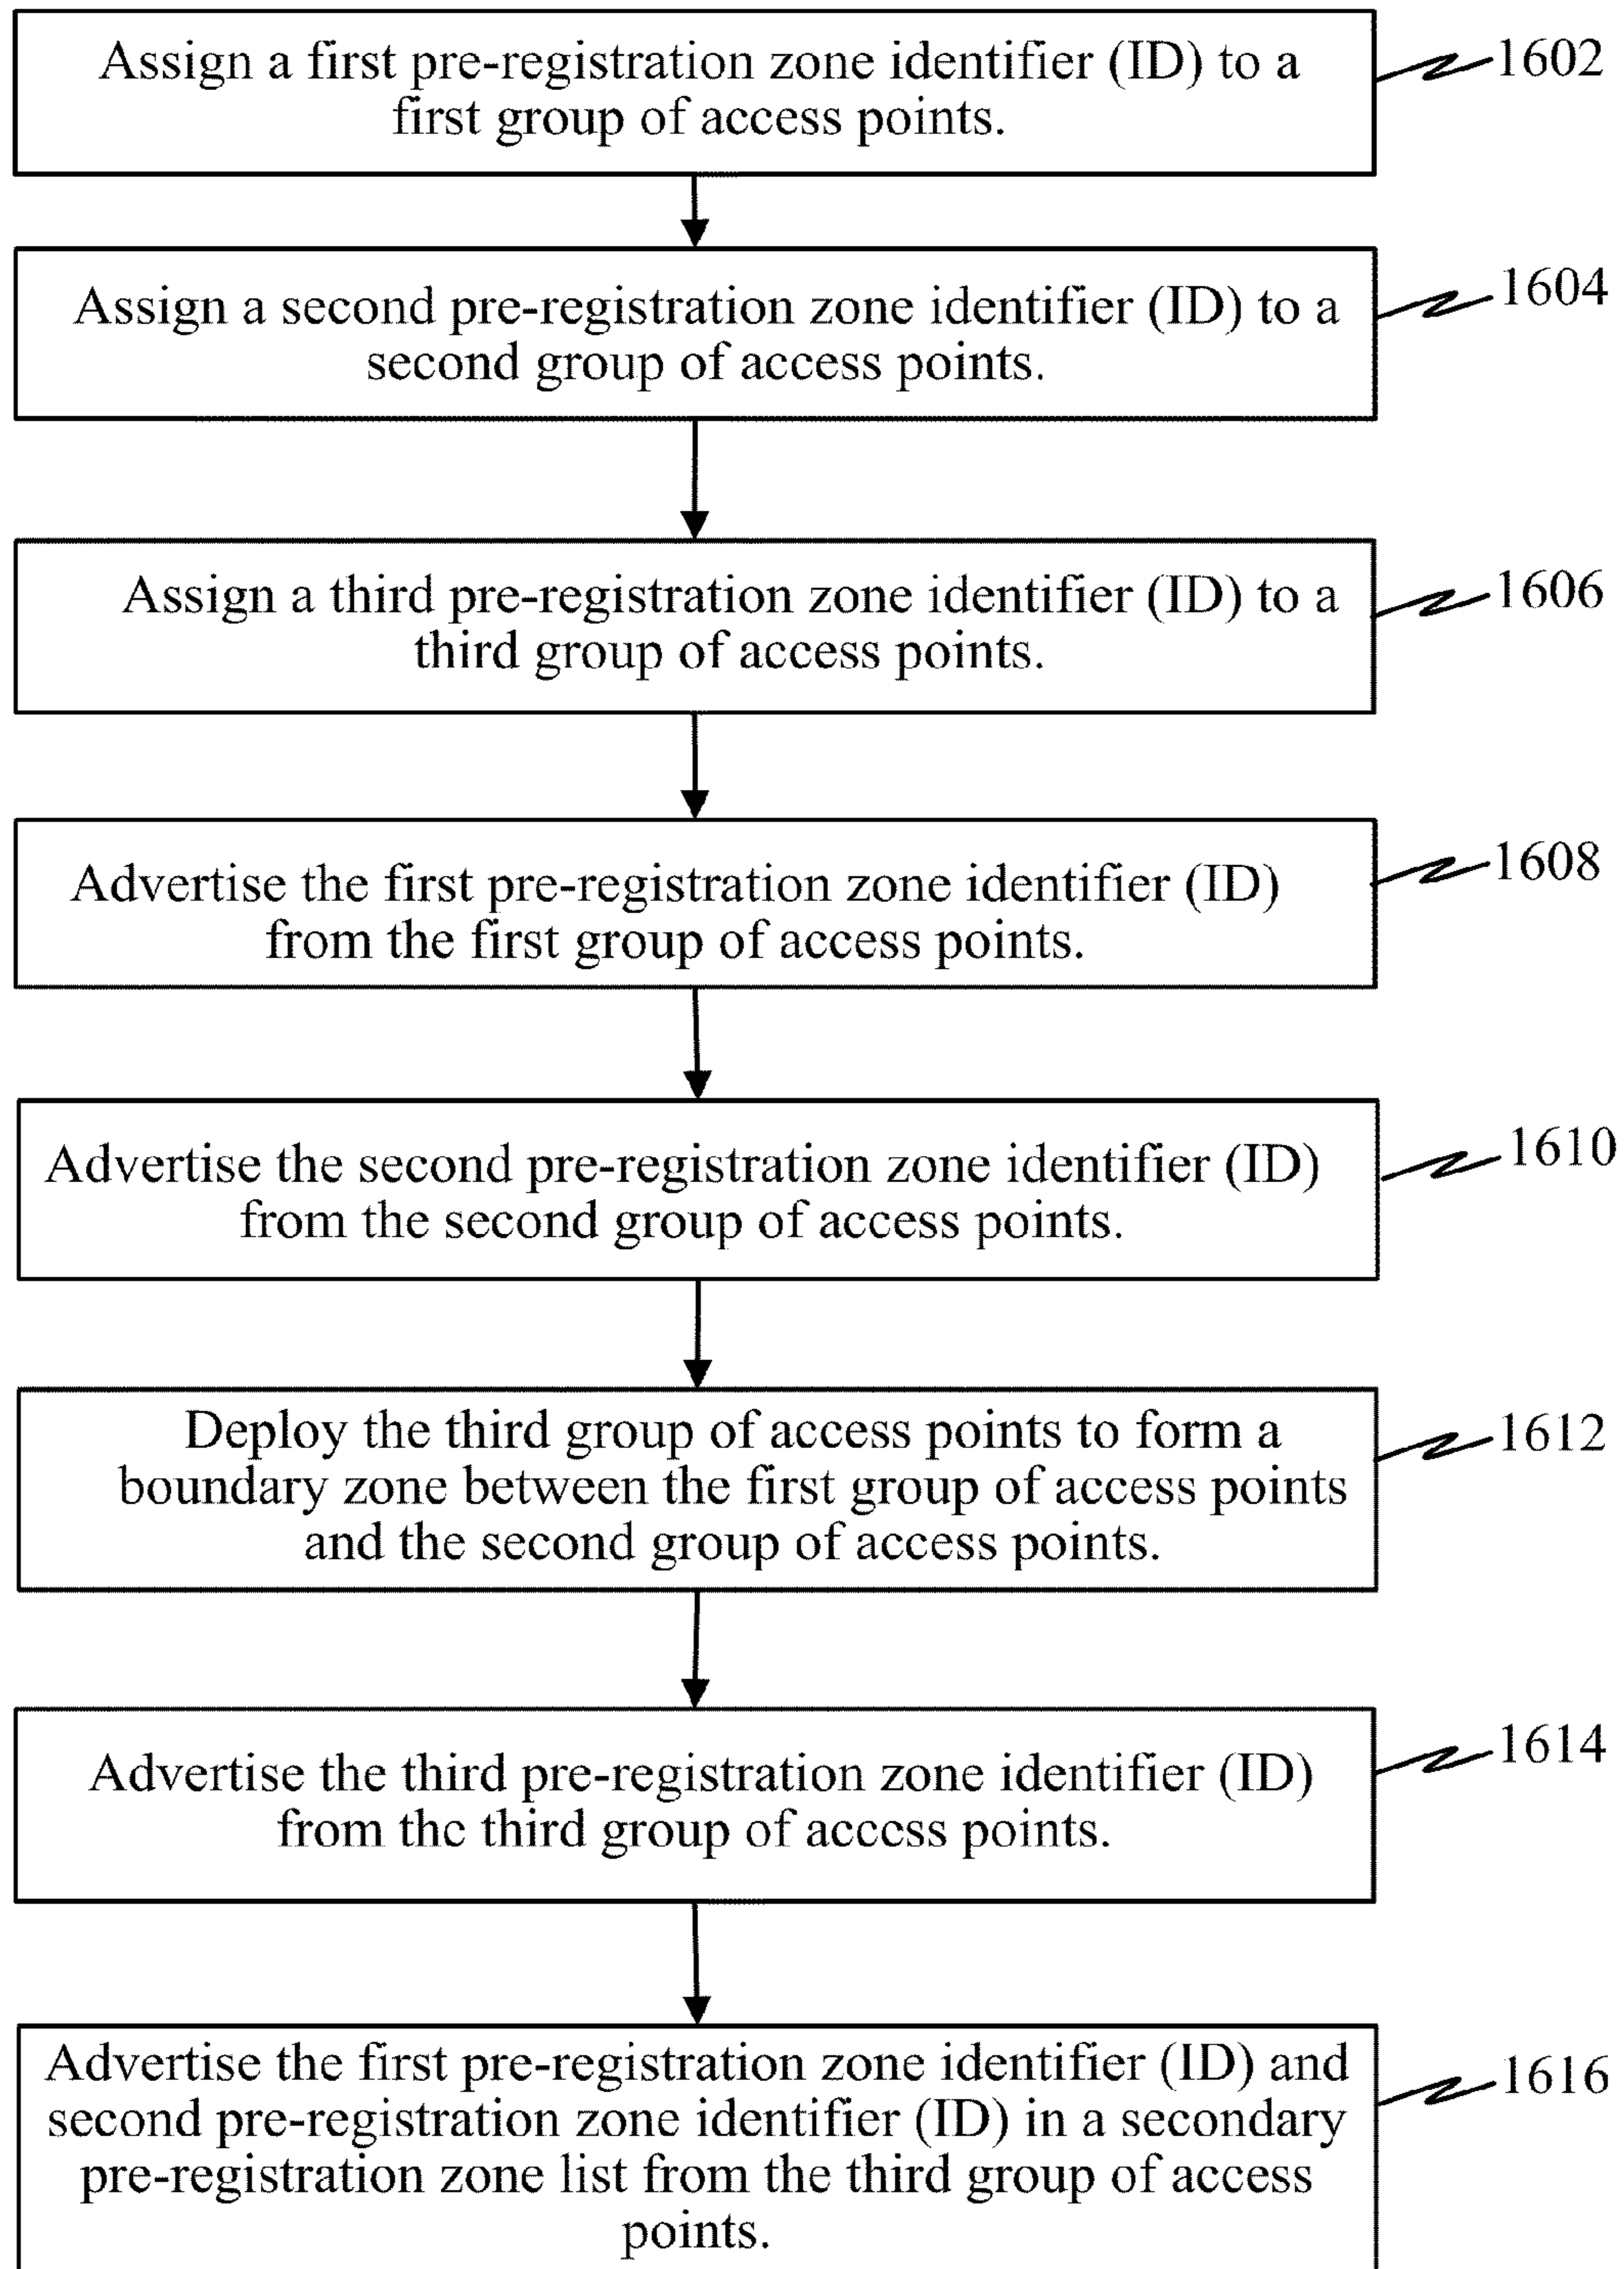 Assign a first pre-registration zone identifier (ID) to a
first group of access points.
1602
Assign a second pre-registration zone identifier (ID) to a
second group of access points.
1604
Assign a third pre-registration zone identifier (ID) to a
third group of access points.
1606
Advertise the first pre-registration zone identifier (ID)
from the first group of access points.
1608
Advertise the second pre-registration zone identifier (ID)
from the second group of access points.
1610
Deploy the third group of access points to form a
boundary zone between the first group of access points
and the second group of access points.
1612
Advertise the third pre-registration zone identifier (ID)
from the third group of access points.
1614
Advertise the first pre-registration zone identifier (ID) and
second pre-registration zone identifier (ID) in a secondary
pre-registration zone list from the third group of access
points.
1616